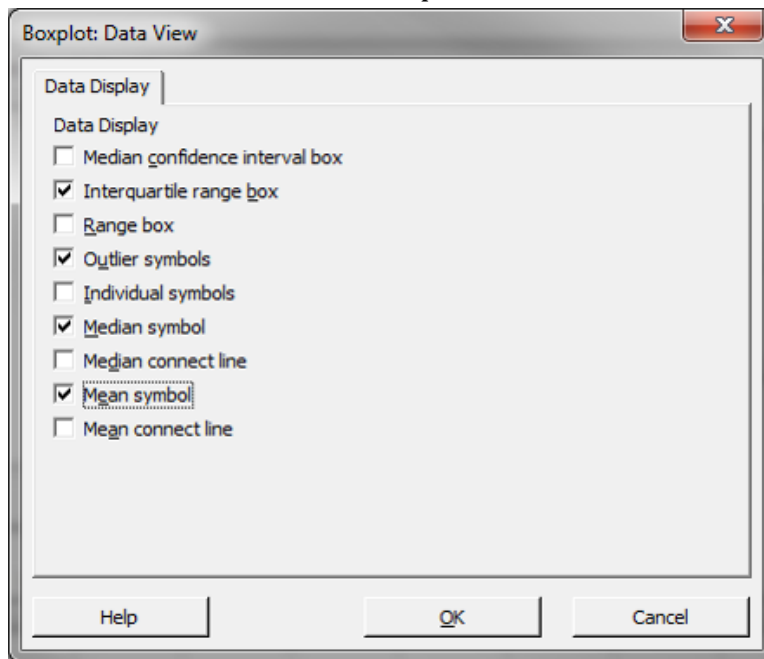 Boxplot: Data View
Data Display
Data Display
Median confidence interval box
Interquartile range box
Range box
Outlier symbols
Individual symbols
Median symbol
Median connect line
Mean symbol
Mean connect line
Help OK Cancel